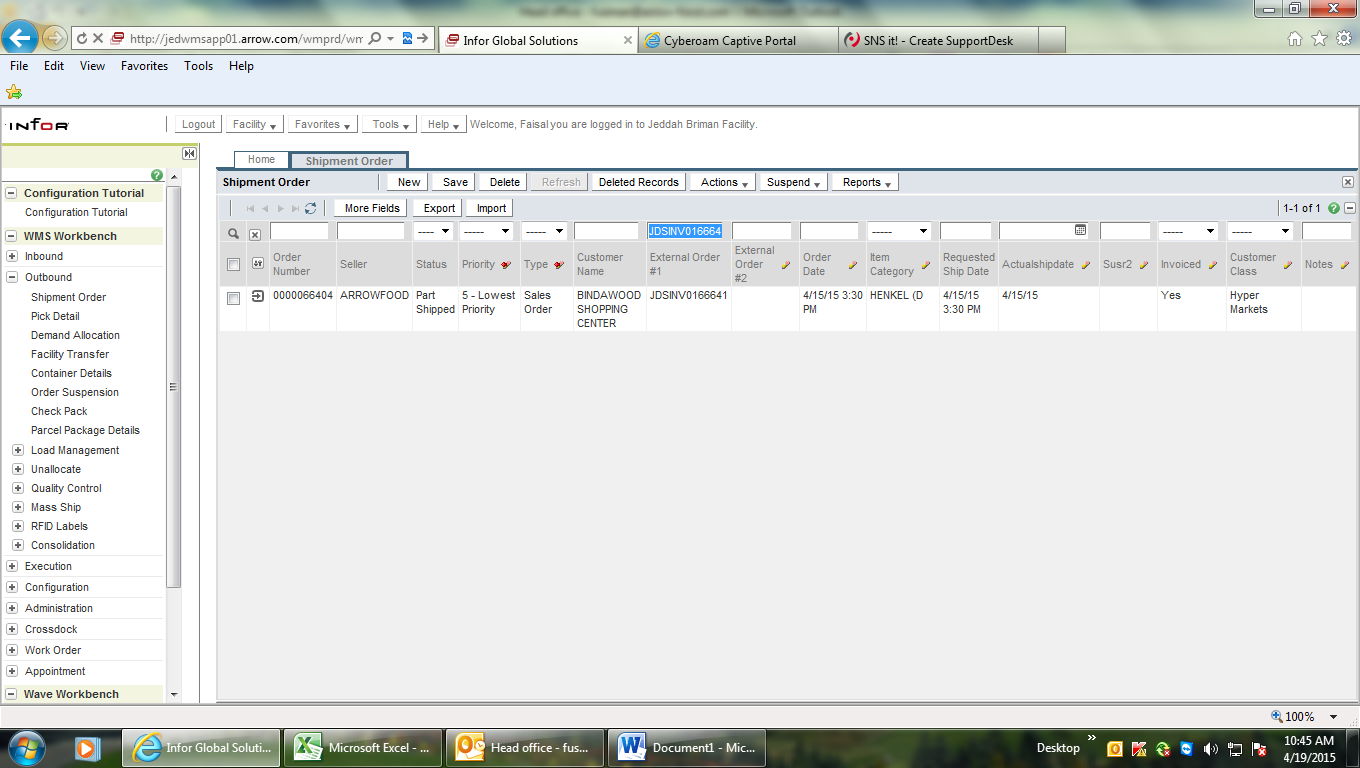 http://jedwmsapp01.arrow.com/wmprd/wm
Infor Global Solutions
Cyberoam Captive Portal
SNS it! - Create SupportDesk
File Edit View Favorites Tools Help
INFOR
Logout Facility Favorites Tools Help Welcome, Faisal you are logged in to Jeddah Briman Facility.
Home Shipment Order
Shipment Order New Save Delete Refresh Deleted Records Actions Suspend Reports
More Fields Export Import 1-1 of 1
---- ----- ----- JDSINV016664 ----- ----- -----
Order Number
Seller
Status
Priority
Type
Customer Name
External Order #1
External Order #2
Order Date
Item Category
Requested Ship Date
Actualshipdate
Susr2
Invoiced
Customer Class
Notes
0000066404
ARROWFOOD
Part Shipped
5 - Lowest Priority
Sales Order
BINDAWOOD SHOPPING CENTER
JDSINV0166641
4/15/15 3:30 PM
HENKEL (D
4/15/15 3:30 PM
4/15/15
Yes
Hyper Markets
Configuration Tutorial
Configuration Tutorial
WMS Workbench
Inbound
Outbound
Shipment Order
Pick Detail
Demand Allocation
Facility Transfer
Container Details
Order Suspension
Check Pack
Parcel Package Details
Load Management
Unallocate
Quality Control
Mass Ship
RFID Labels
Consolidation
Execution
Configuration
Administration
Crossdock
Work Order
Appointment
Wave Workbench
100%
Infor Global Soluti...
Microsoft Excel - ...
Head office - fus...
Document1 - Mic...
Desktop
10:45 AM
4/19/2015